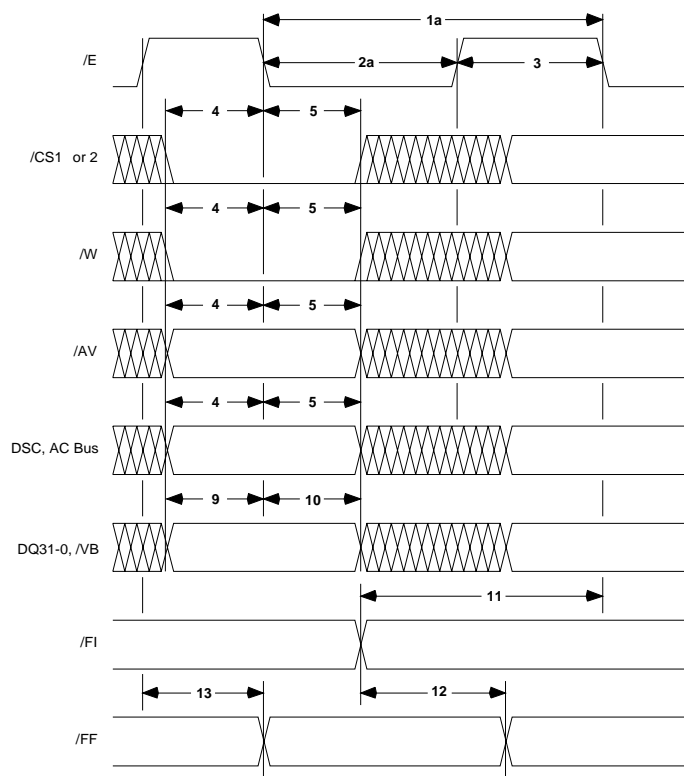 1a
/E
2a
3
4
5
/CS1 or 2
4
5
/W
4
5
/AV
4
5
DSC, AC Bus
9
10
DQ31-0, /VB
11
/FI
13
12
/FF